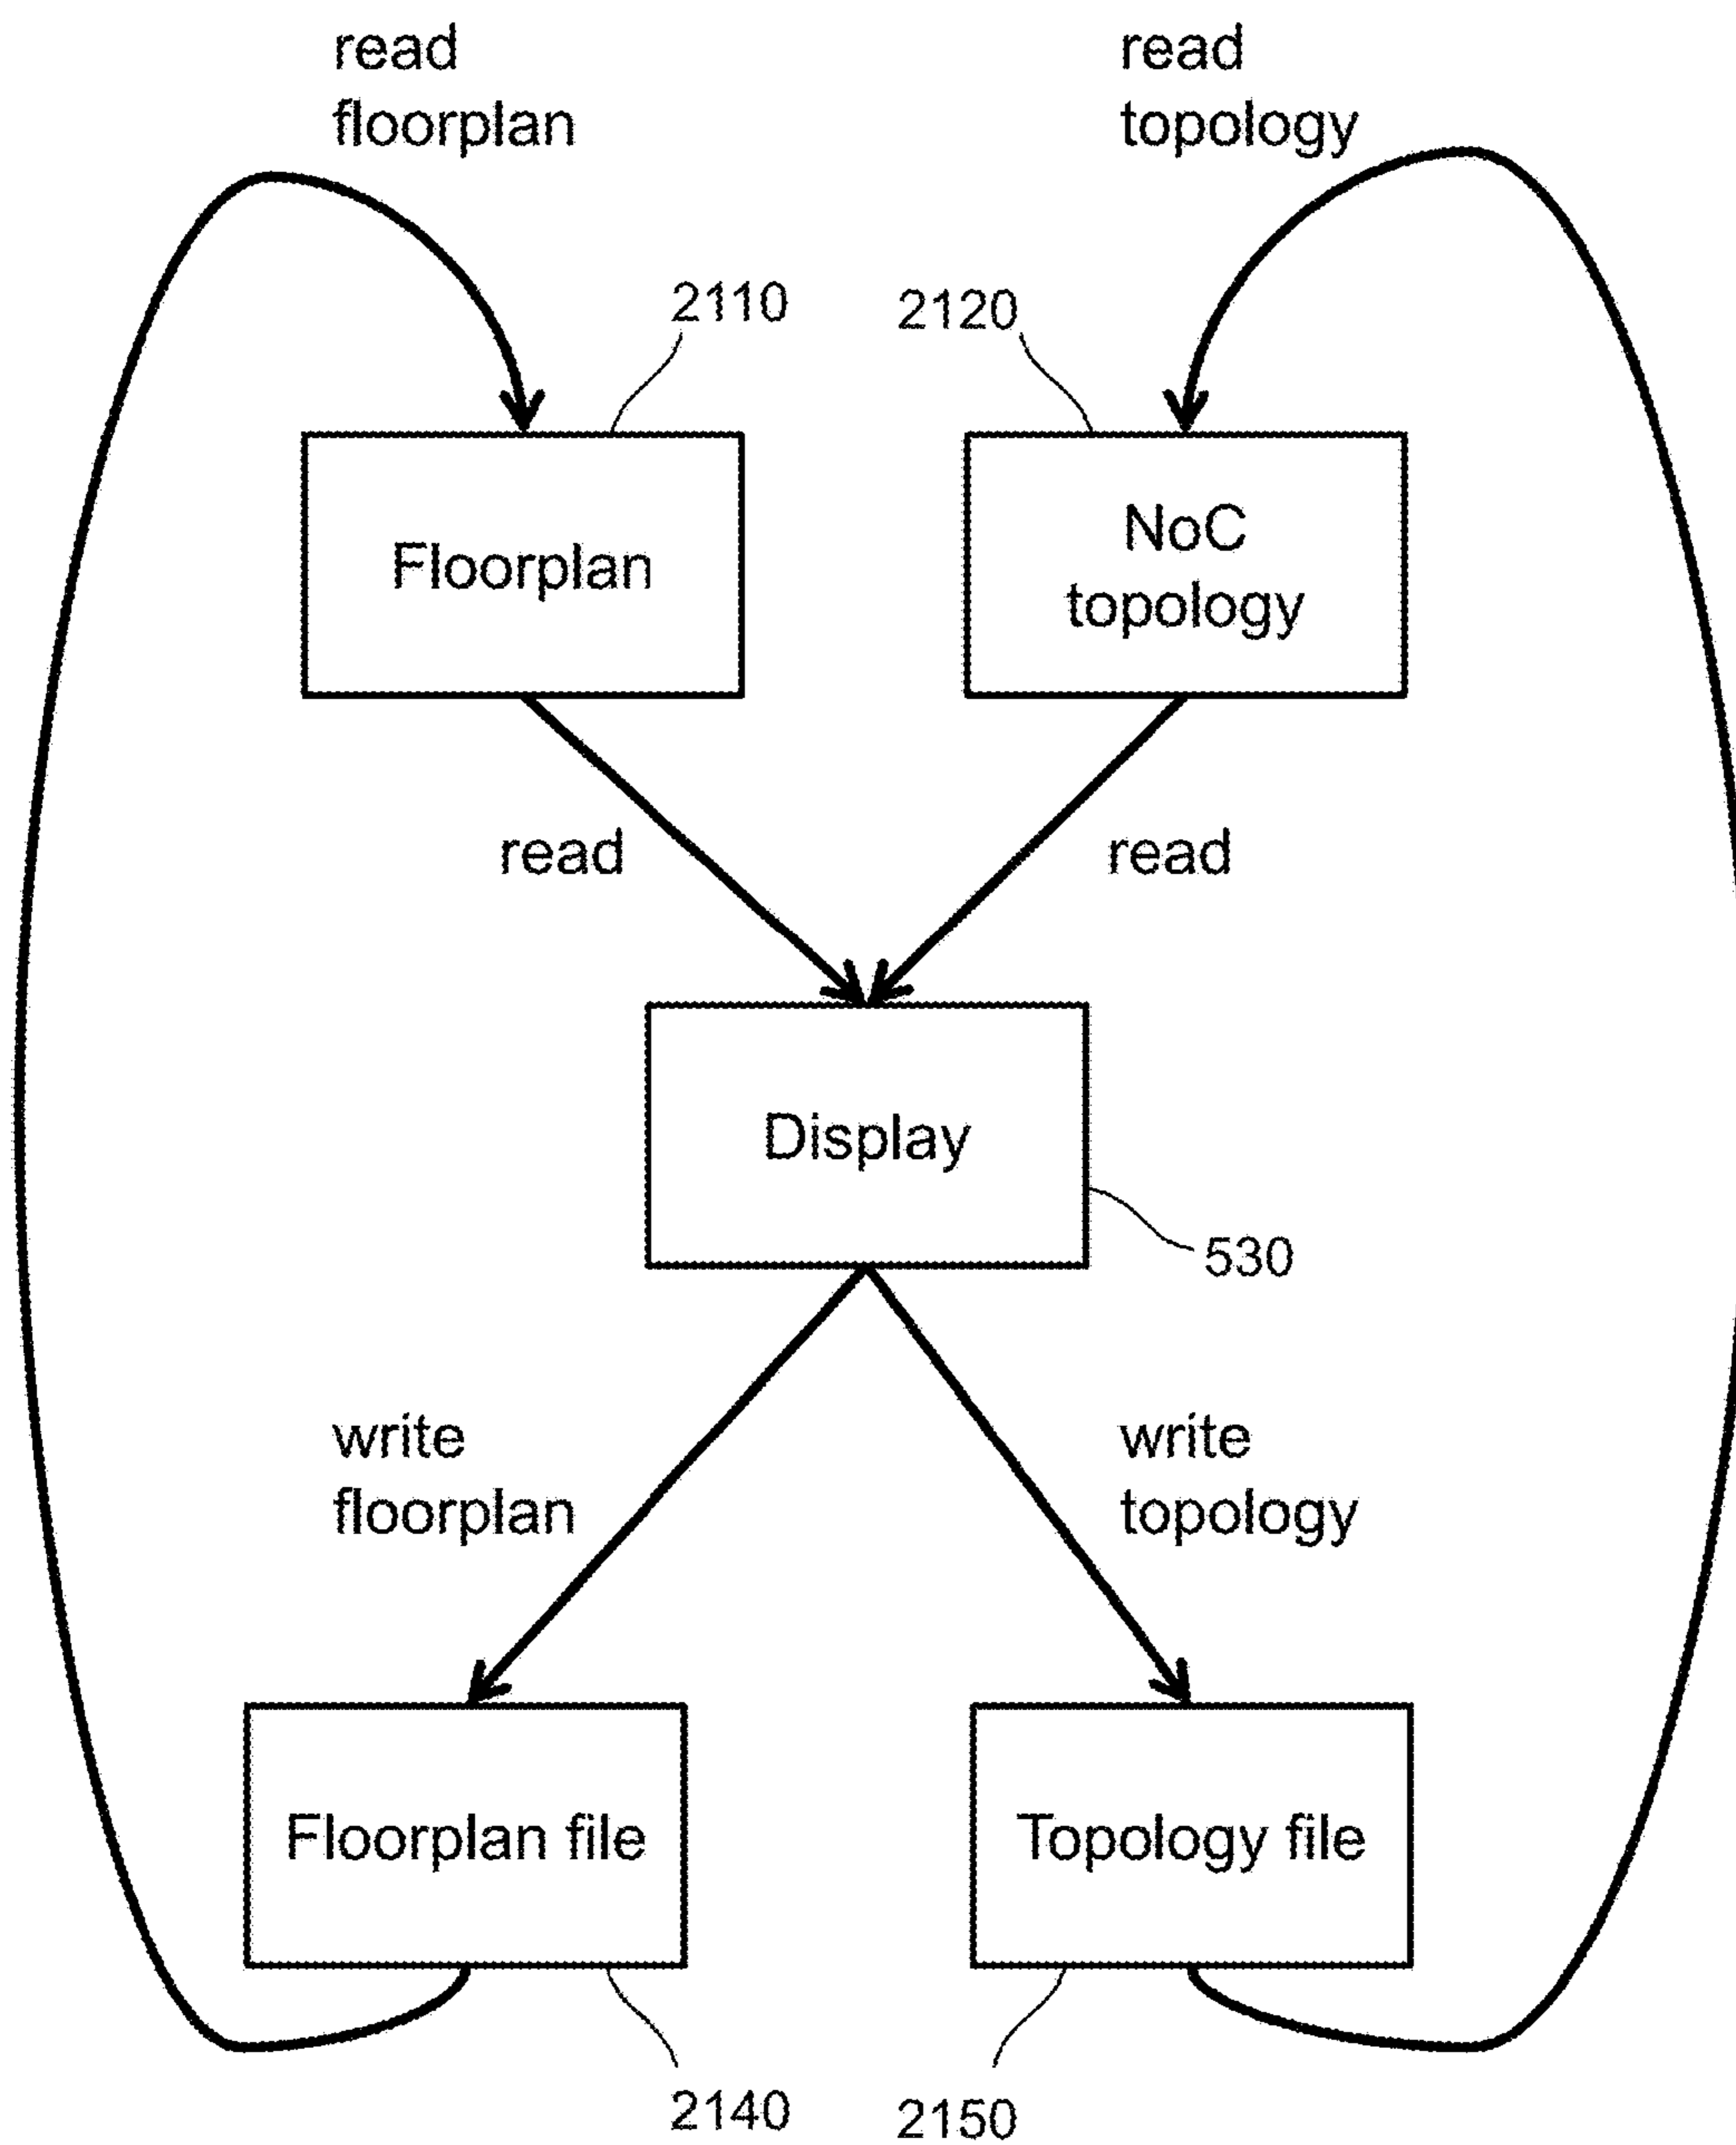 read
floorplan
read
topology
2110
2120
Floorplan
NoC
topology
read
read
Display
530
write
floorplan
write
topology
Floorplan file
Topology file
2140
2150